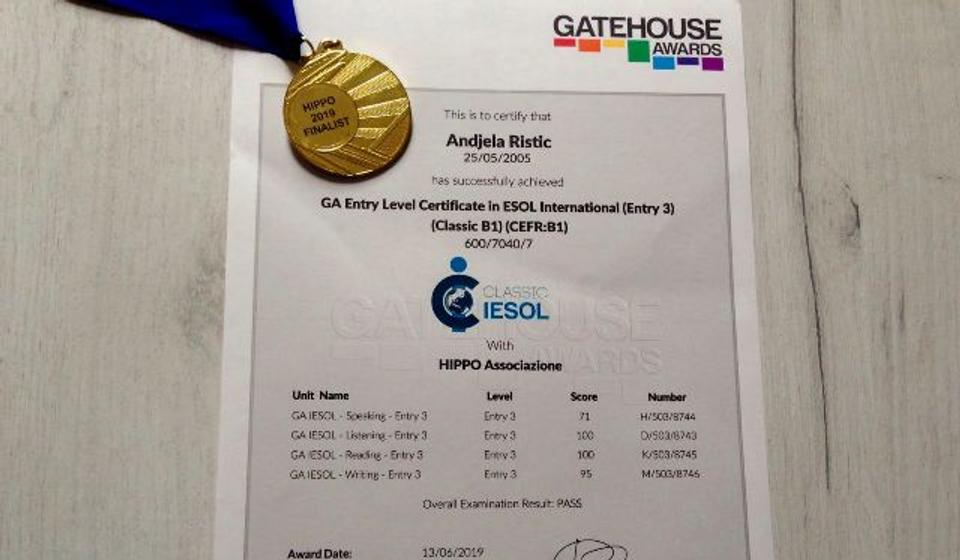 GATEHOUSE
AWARDS
HIPPO
2019
FINALIST
This is to certify that
Andjela Ristic
25/05/2005
has successfully achieved
GA Entry Level Certificate in ESOL International (Entry 3)
(Classic B1) (CEFR:B1)
600/7040/7
CLASSIC
IESOL
GATEHOUSE
AWARDS
With
HIPPO Associazione
Unit Name Level Score Number
GA IESOL - Speaking - Entry 3 Entry 3 71 H/503/8744
GA IESOL - Listening - Entry 3 Entry 3 100 D/503/8743
GA IESOL - Reading - Entry 3 Entry 3 100 K/503/8745
GA IESOL - Writing - Entry 3 Entry 3 95 M/503/8746
Overall Examination Result: PASS
Award Date: 13/06/2019